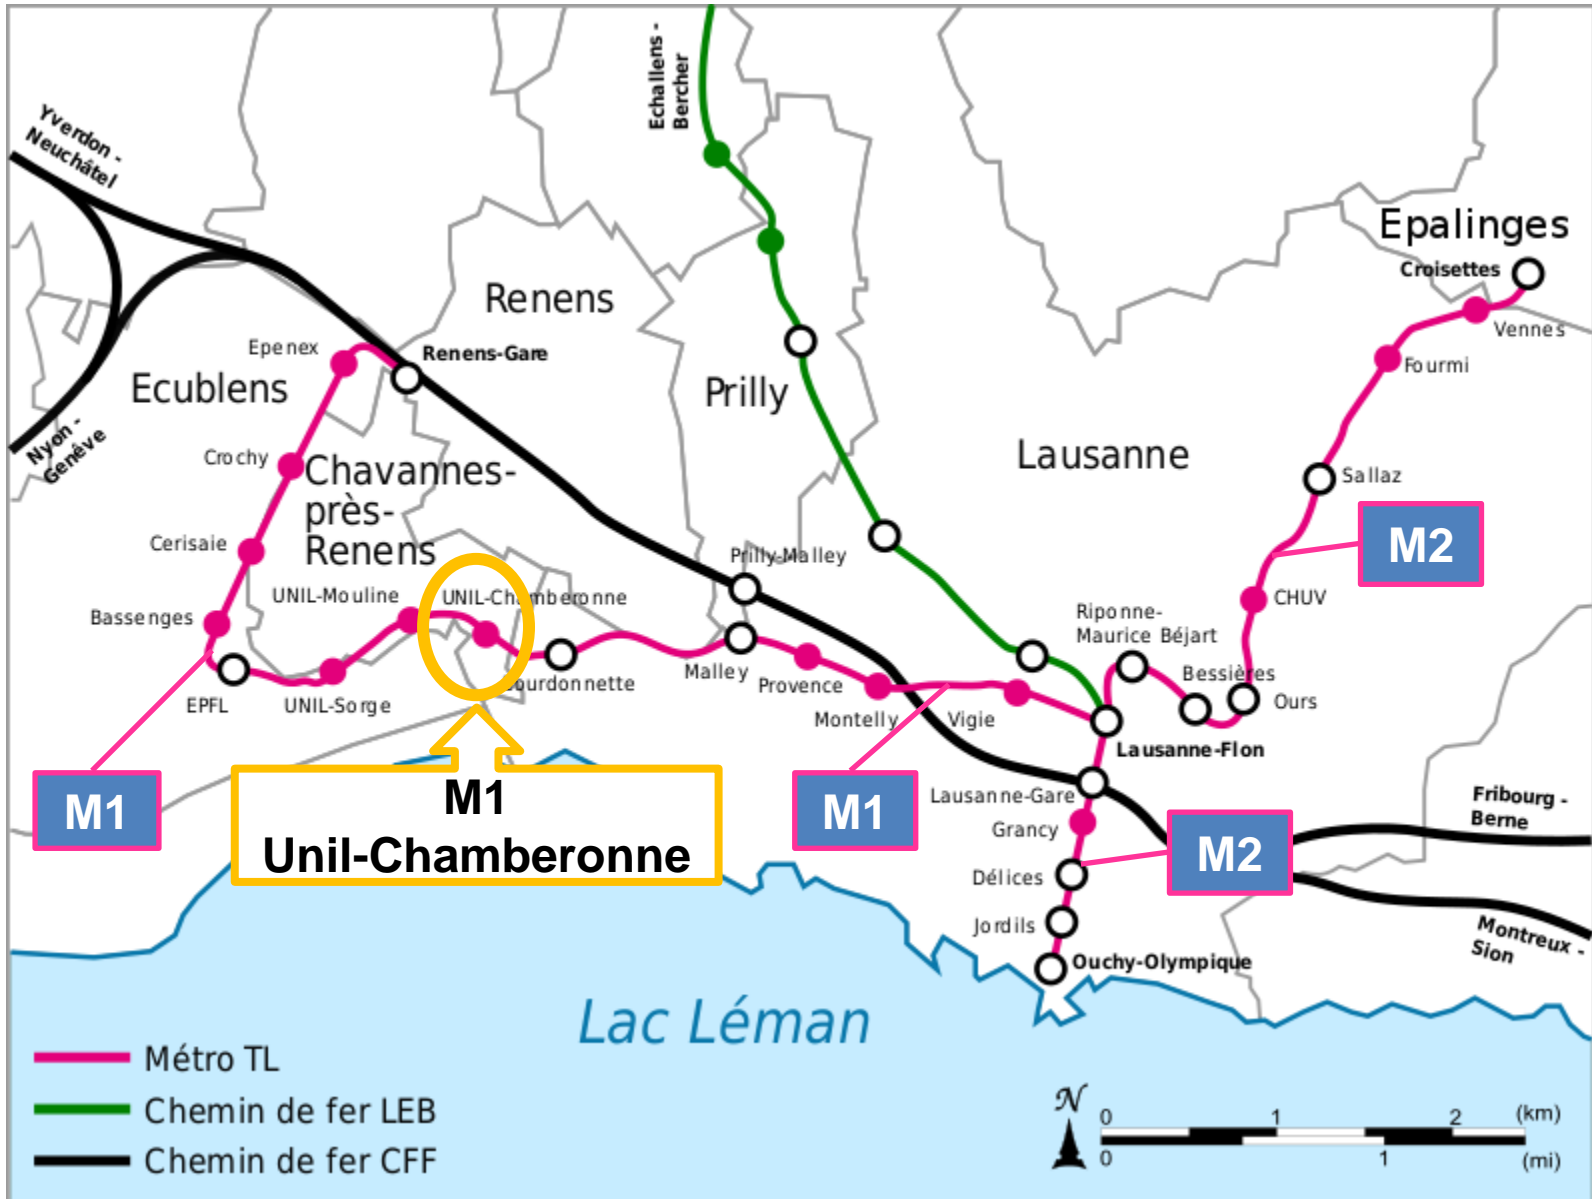 Echallens -
Bercher
Yverdon -
Neuchâtel
Epalinges
Croisettes
Renens
Vennes
Epenex
Renens-Gare
Fourmi
Ecublens
Prilly
Nyon -
Genève
Crochy
Chavannes-
près-
Renens
Lausanne
Sallaz
M2
Cerisaie
Prilly-Malley
UNIL-Mouline
UNIL-Chamberonne
CHUV
Bassenges
Riponne-
Maurice Béjart
Malley
Bessières
Provence
Bourdonnette
EPFL
UNIL-Sorge
Ours
Montelly
Vigie
Lausanne-Flon
M1
M1
Unil-Chamberonne
M1
Lausanne-Gare
Grancy
Fribourg -
Berne
M2
Délices
Jordils
Montreux -
Sion
Ouchy-Olympique
Lac Léman
Métro TL
Chemin de fer LEB
Chemin de fer CFF
N
0 1 2 (km)
0 1 (mi)